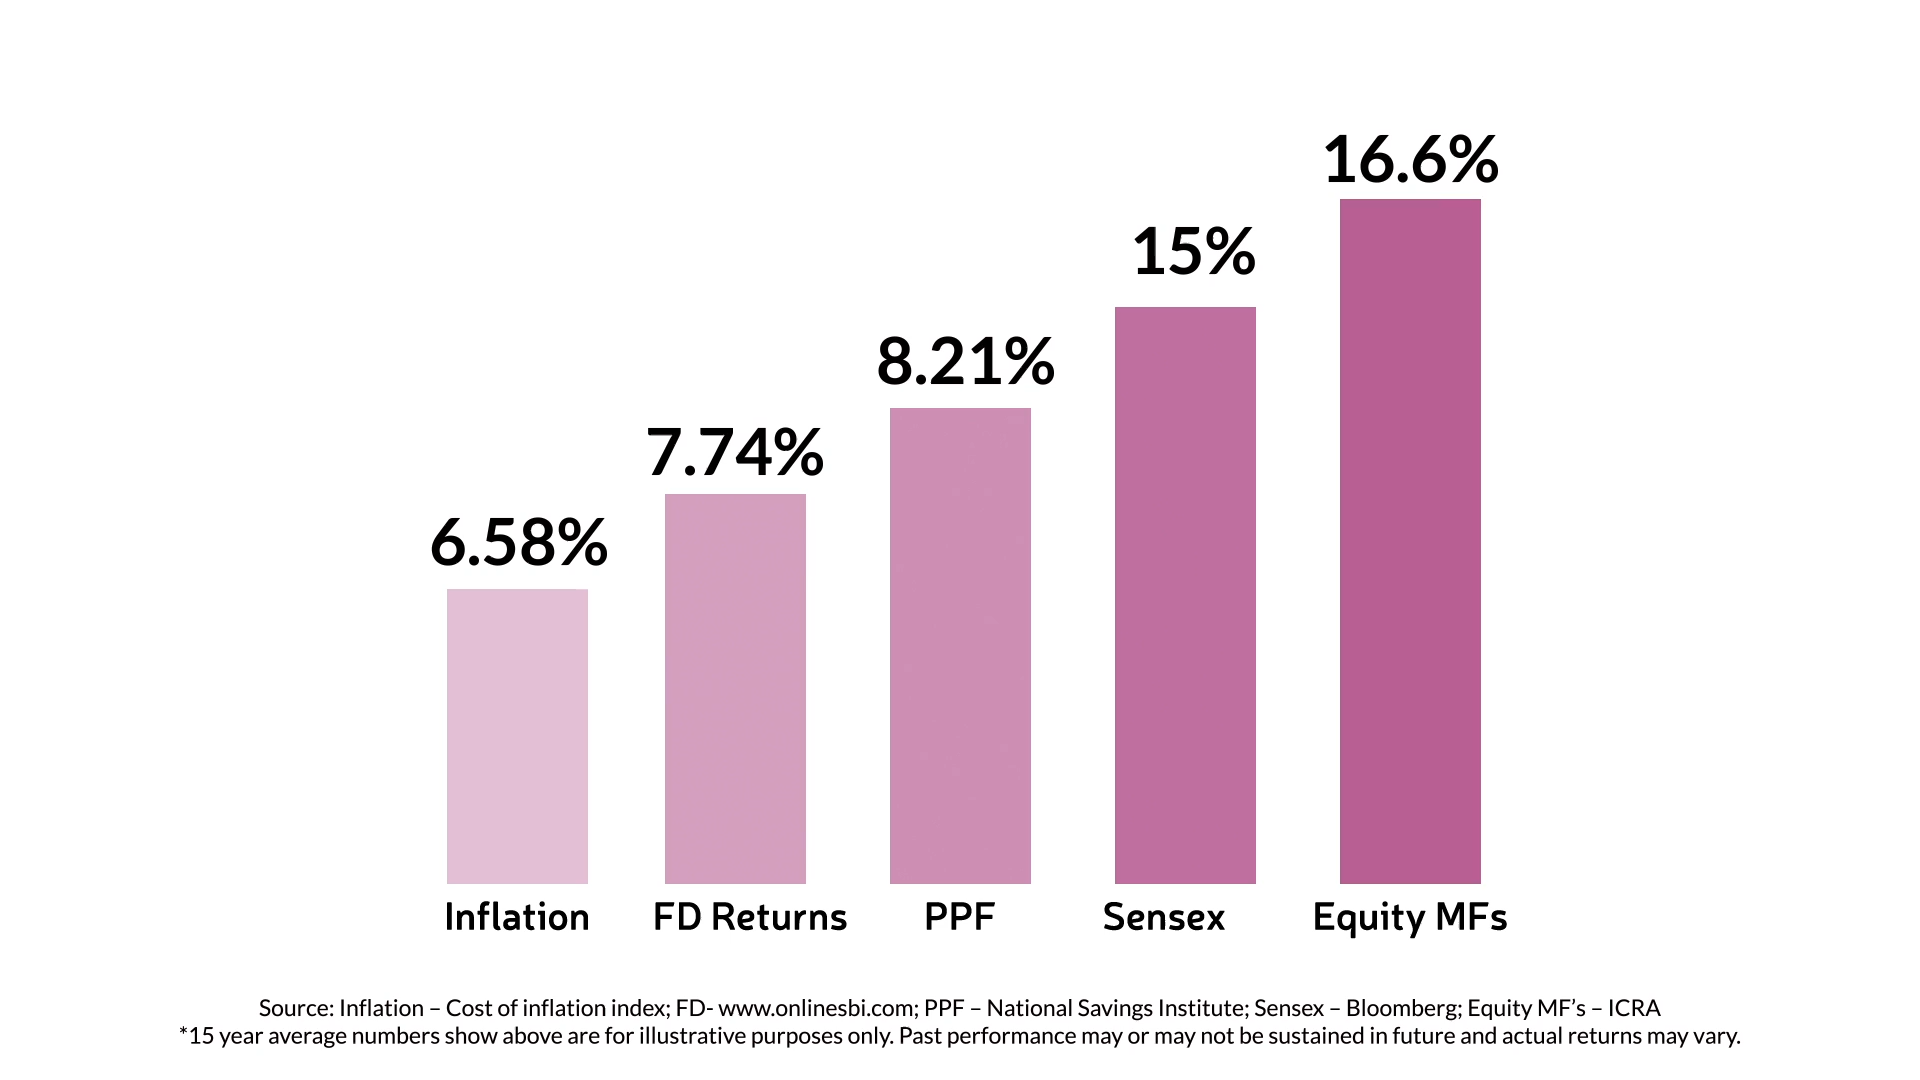 16.6%
15%
8.21%
7.74%
6.58%
Inflation FD Returns PPF Sensex Equity MFs
Source: Inflation – Cost of inflation index; FD- www.onlinesbi.com; PPF – National Savings Institute; Sensex – Bloomberg; Equity MF’s – ICRA
*15 year average numbers show above are for illustrative purposes only. Past performance may or may not be sustained in future and actual returns may vary.